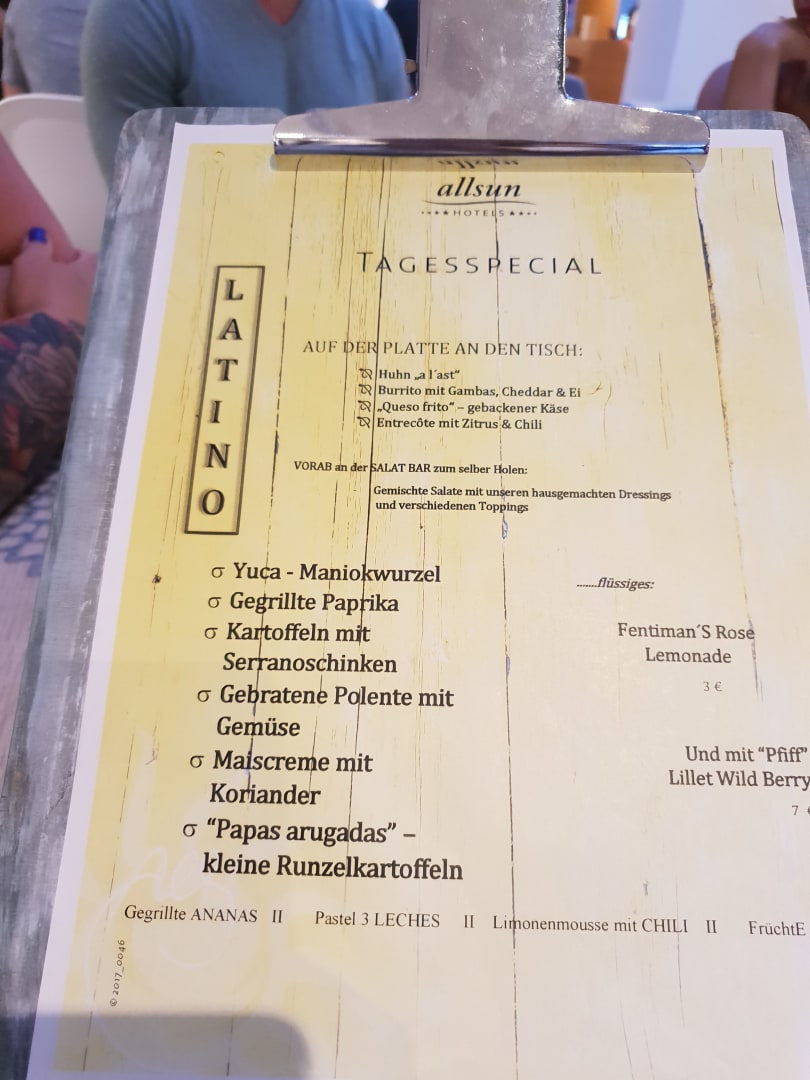 allsun
★★★★ HOTELS ★★★★
TAGESSPECIAL
LATINO
AUF DER PLATTE AN DEN TISCH:
Huhn „a l´ast“
Burrito mit Gambas, Cheddar & Ei
„Queso frito“ – gebackener Käse
Entrecôte mit Zitrus & Chili
VORAB an der SALAT BAR zum selber Holen:
Gemischte Salate mit unseren hausgemachten Dressings
und verschiedenen Toppings
σ Yuca - Maniokwurzel
σ Gegrillte Paprika
σ Kartoffeln mit
Serranoschinken
σ Gebratene Polente mit
Gemüse
σ Maiscreme mit
Koriander
σ “Papas arugadas” –
kleine Runzelkartoffeln
.......flüssiges:
Fentiman´S Rose
Lemonade
3 €
Und mit “Pfiff”
Lillet Wild Berry
7 €
Gegrillte ANANAS II Pastel 3 LECHES II Limonenmousse mit CHILI II FrüchtE
© 2017_0046